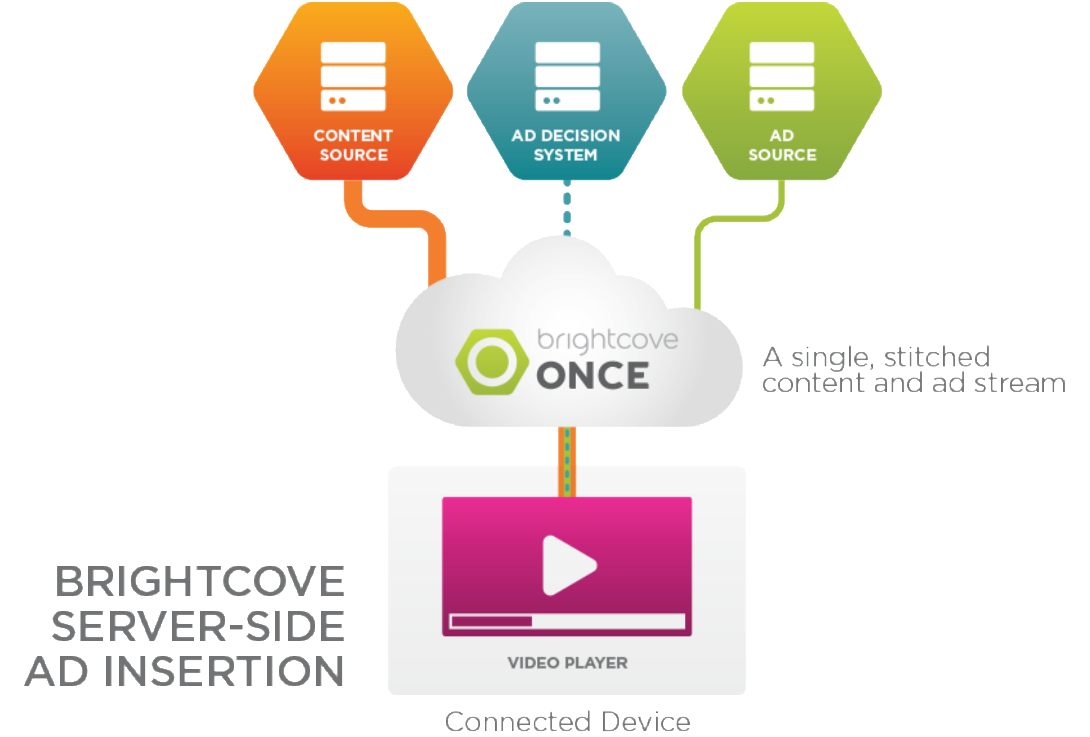 CONTENT
SOURCE
AD DECISION
SYSTEM
AD
SOURCE
brightcove
ONCE
A single, stitched
content and ad stream
BRIGHTCOVE
SERVER-SIDE
AD INSERTION
VIDEO PLAYER
Connected Device